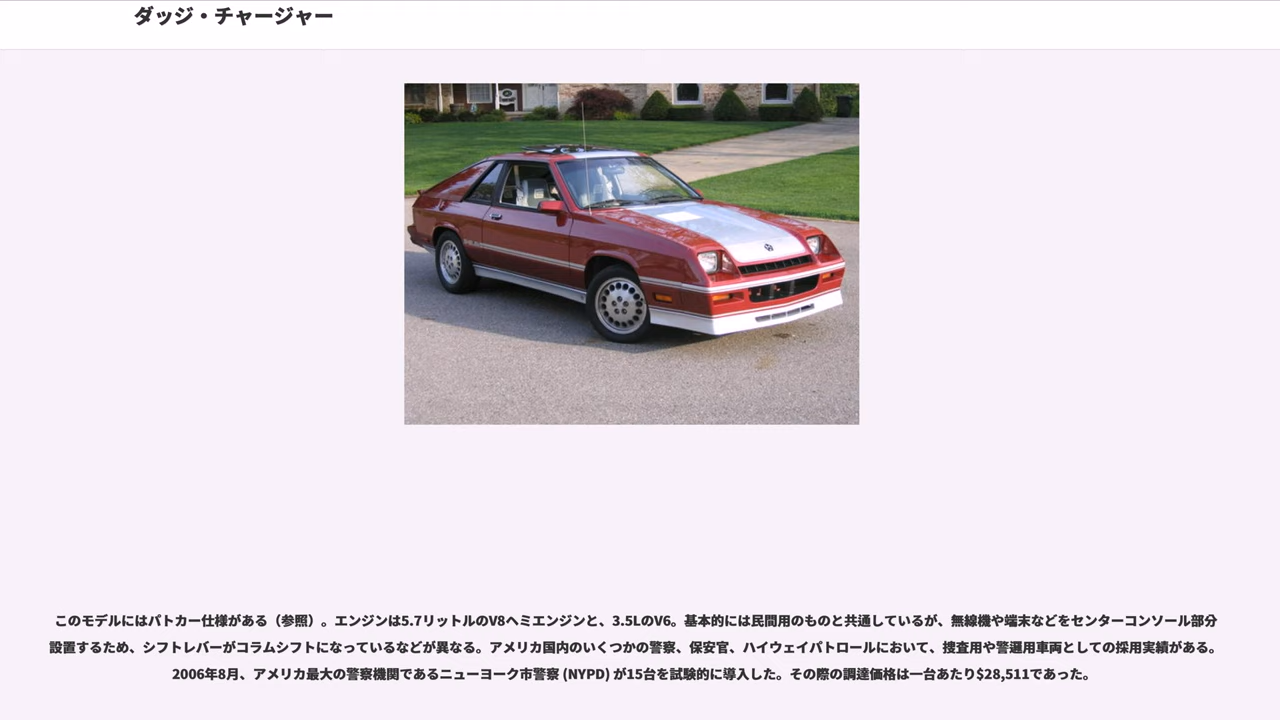 ダッジ・チャージャー
このモデルにはパトカー仕様がある（参照）。エンジンは5.7リットルのV8ヘミエンジンと、3.5LのV6。基本的には民間用のものと共通しているが、無線機や端末などをセンターコンソール部分
設置するため、シフトレバーがコラムシフトになっているなどが異なる。アメリカ国内のいくつかの警察、保安官、ハイウェイパトロールにおいて、捜査用や警邏用車両としての採用実績がある。
2006年8月、アメリカ最大の警察機関であるニューヨーク市警察 (NYPD) が15台を試験的に導入した。その際の調達価格は一台あたり$28,511であった。